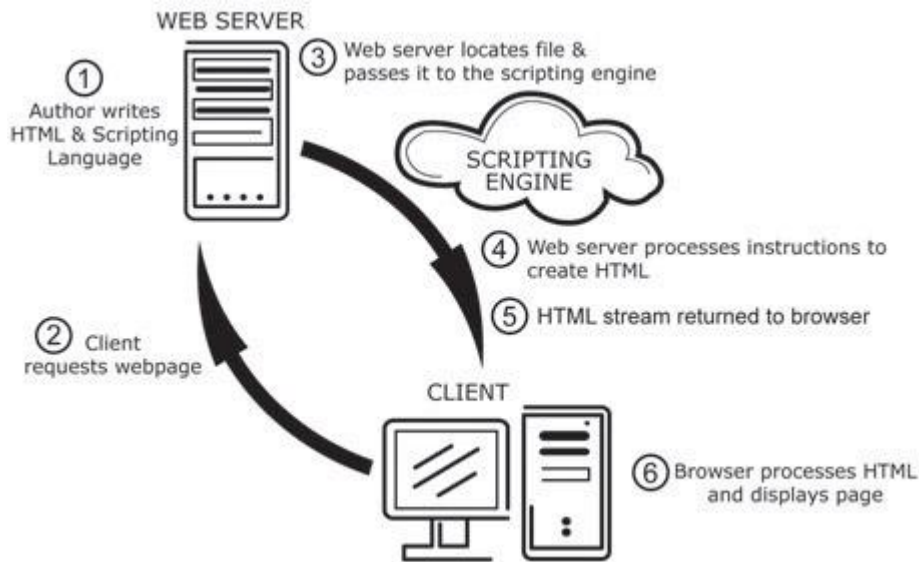 WEB SERVER
1
Author writes
HTML & Scripting
Language
3
Web server locates file &
passes it to the scripting engine
SCRIPTING
ENGINE
4
Web server processes instructions to
create HTML
5
HTML stream returned to browser
2
Client
requests webpage
CLIENT
6
Browser processes HTML
and displays page